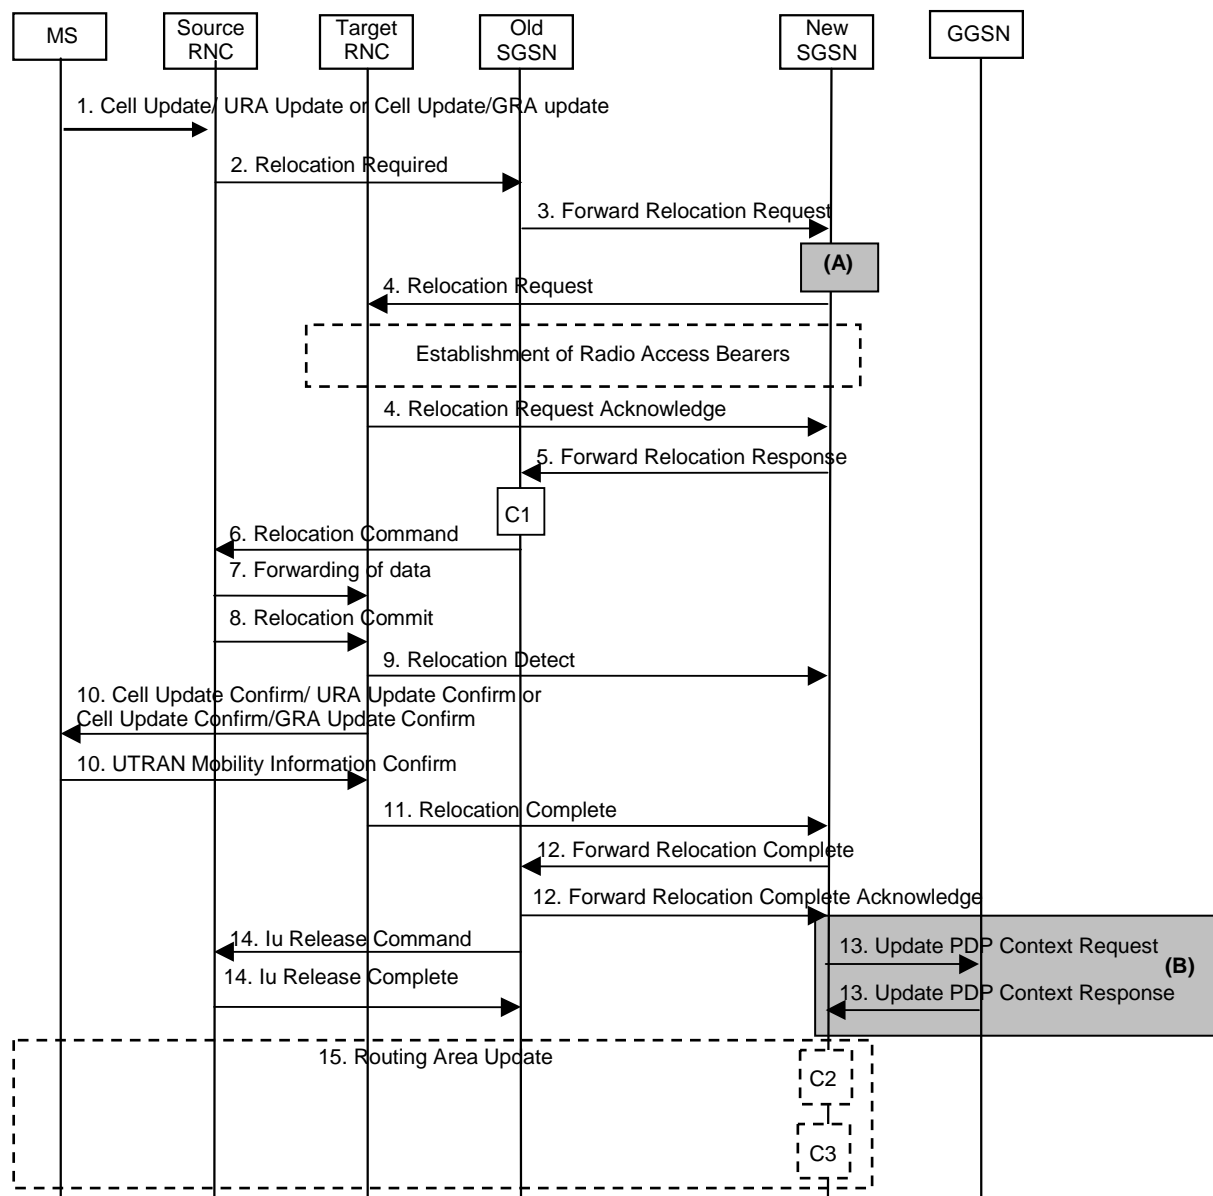 MS
Source
RNC
Target
RNC
Old
SGSN
New
SGSN
GGSN
1. Cell Update/ URA Update or Cell Update/GRA update
2. Relocation Required
3. Forward Relocation Request
(A)
4. Relocation Request
Establishment of Radio Access Bearers
4. Relocation Request Acknowledge
5. Forward Relocation Response
C1
6. Relocation Command
7. Forwarding of data
8. Relocation Commit
9. Relocation Detect
10. Cell Update Confirm/ URA Update Confirm or
Cell Update Confirm/GRA Update Confirm
10. UTRAN Mobility Information Confirm
11. Relocation Complete
12. Forward Relocation Complete
12. Forward Relocation Complete Acknowledge
14. Iu Release Command
13. Update PDP Context Request
(B)
14. Iu Release Complete
13. Update PDP Context Response
15. Routing Area Update
C2
C3